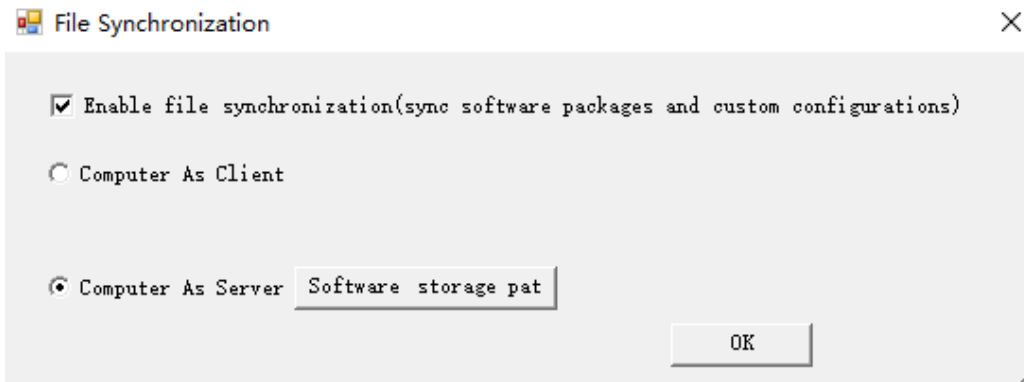 File Synchronization
Enable file synchronization(sync software packages and custom configurations)
Computer As Client
Computer As Server Software storage pat
OK